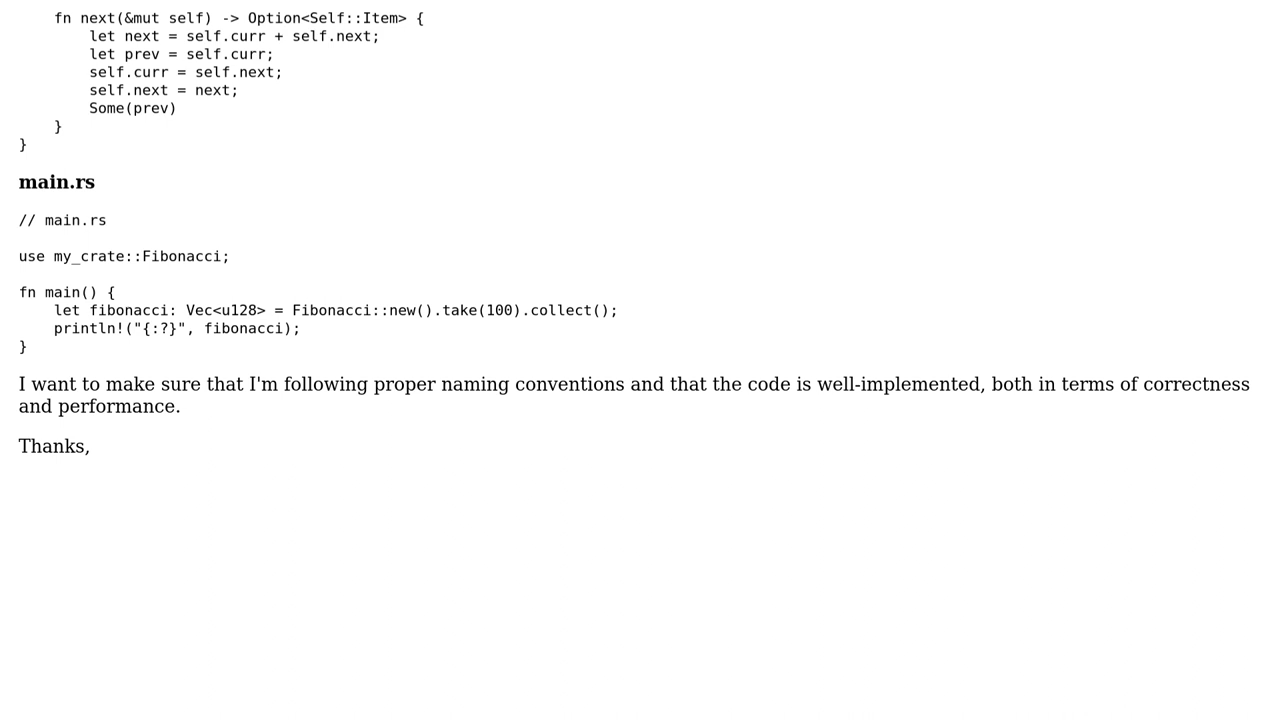 fn next(&mut self) -> Option<Self::Item> {
        let next = self.curr + self.next;
        let prev = self.curr;
        self.curr = self.next;
        self.next = next;
        Some(prev)
    }
}
main.rs
// main.rs
use my_crate::Fibonacci;
fn main() {
    let fibonacci: Vec<u128> = Fibonacci::new().take(100).collect();
    println!("{:?}", fibonacci);
}
I want to make sure that I'm following proper naming conventions and that the code is well-implemented, both in terms of correctness
and performance.
Thanks,